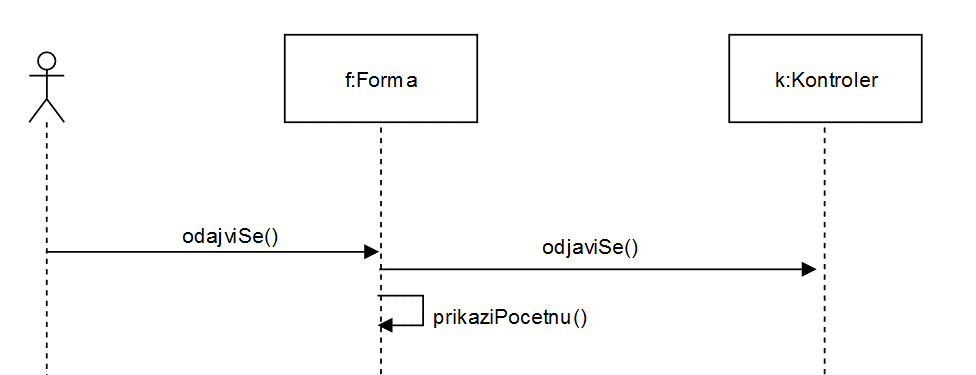 f:Forma
k:Kontroler
odajviSe()
odjaviSe()
prikaziPocetnu()